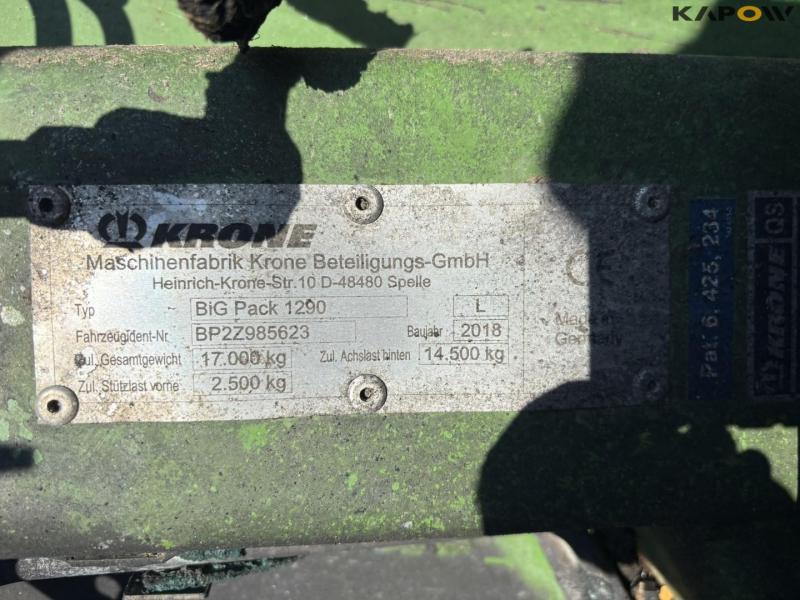 KAPOW
KRONE
Maschinenfabrik Krone Beteiligungs-GmbH
Heinrich-Krone-Str.10 D-48480 Spelle
Typ BiG Pack 1290 L
Fahrzeugident-Nr. BP2Z985623 Baujahr 2018
Zul. Gesamtgewicht 17.000 kg Zul. Achslast hinten 14.500 kg
Zul. Stützlast vorne 2.500 kg
CE
Made in
Germany
Pat. 6,425,234
KRONE QS